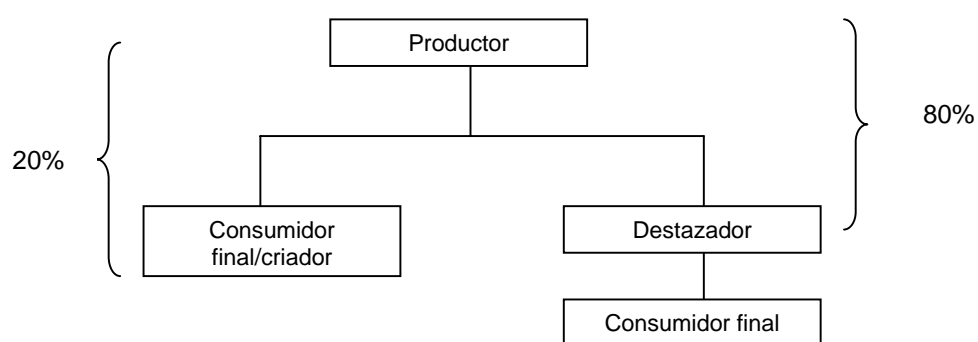 Productor
80%
20%
Consumidor
final/criador
Destazador
Consumidor final